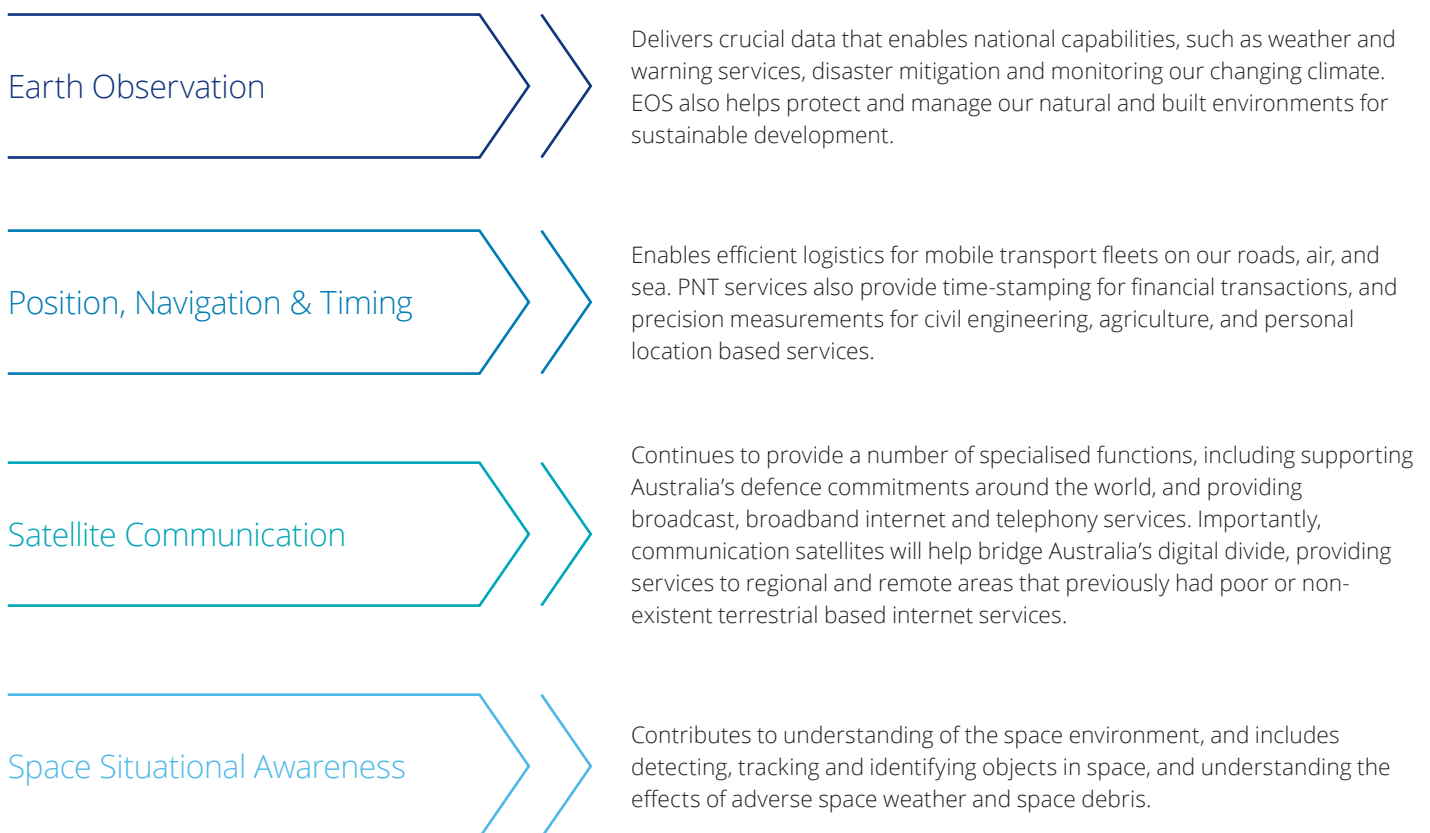 Earth Observation
Delivers crucial data that enables national capabilities, such as weather and
warning services, disaster mitigation and monitoring our changing climate.
EOS also helps protect and manage our natural and built environments for
sustainable development.
Position, Navigation & Timing
Enables efficient logistics for mobile transport fleets on our roads, air, and
sea. PNT services also provide time-stamping for financial transactions, and
precision measurements for civil engineering, agriculture, and personal
location based services.
Satellite Communication
Continues to provide a number of specialised functions, including supporting
Australia’s defence commitments around the world, and providing
broadcast, broadband internet and telephony services. Importantly,
communication satellites will help bridge Australia’s digital divide, providing
services to regional and remote areas that previously had poor or non-
existent terrestrial based internet services.
Space Situational Awareness
Contributes to understanding of the space environment, and includes
detecting, tracking and identifying objects in space, and understanding the
effects of adverse space weather and space debris.